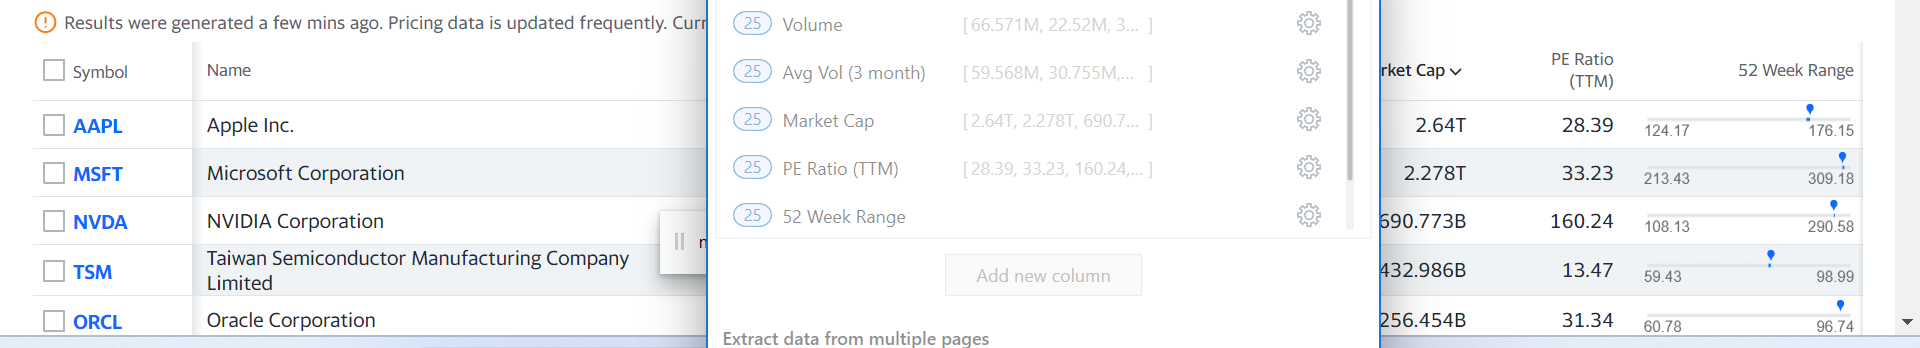 Results were generated a few mins ago. Pricing data is updated frequently. Curr
Symbol Name
AAPL Apple Inc.
MSFT Microsoft Corporation
NVDA NVIDIA Corporation
TSM Taiwan Semiconductor Manufacturing Company
Limited
ORCL Oracle Corporation
25 Volume [ 66.571M, 22.52M, 3... ]
25 Avg Vol (3 month) [ 59.568M, 30.755M,... ]
25 Market Cap [ 2.64T, 2.278T, 690.7... ]
25 PE Ratio (TTM) [ 28.39, 33.23, 160.24,... ]
25 52 Week Range
Add new column
Extract data from multiple pages
rket Cap PE Ratio
(TTM) 52 Week Range
2.64T 28.39 124.17 176.15
2.278T 33.23 213.43 309.18
690.773B 160.24 108.13 290.58
432.986B 13.47 59.43 98.99
256.454B 31.34 60.78 96.74